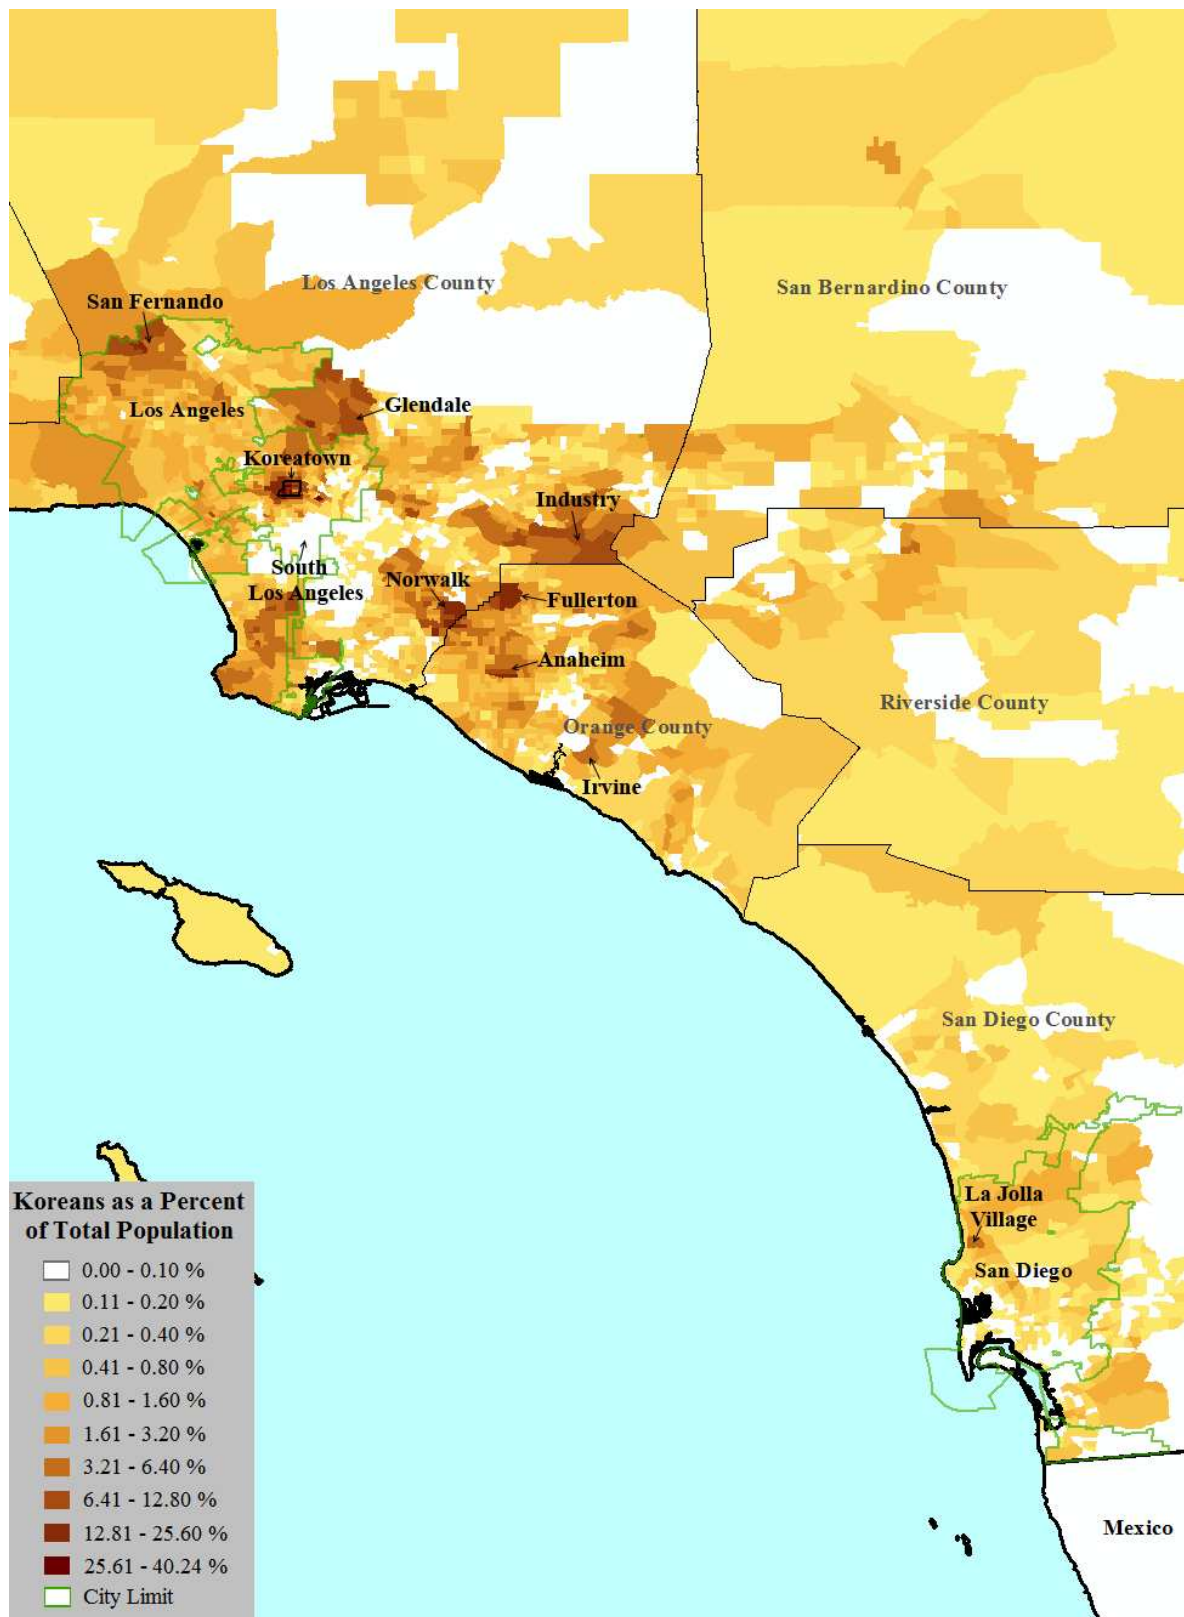 Los Angeles County
San Bernardino County
San Fernando
Los Angeles
Glendale
Koreatown
Industry
South
Los Angeles
Norwalk
Fullerton
Anaheim
Riverside County
Orange County
Irvine
San Diego County
La Jolla
Village
San Diego
Mexico
Koreans as a Percent
of Total Population
0.00 - 0.10 %
0.11 - 0.20 %
0.21 - 0.40 %
0.41 - 0.80 %
0.81 - 1.60 %
1.61 - 3.20 %
3.21 - 6.40 %
6.41 - 12.80 %
12.81 - 25.60 %
25.61 - 40.24 %
City Limit